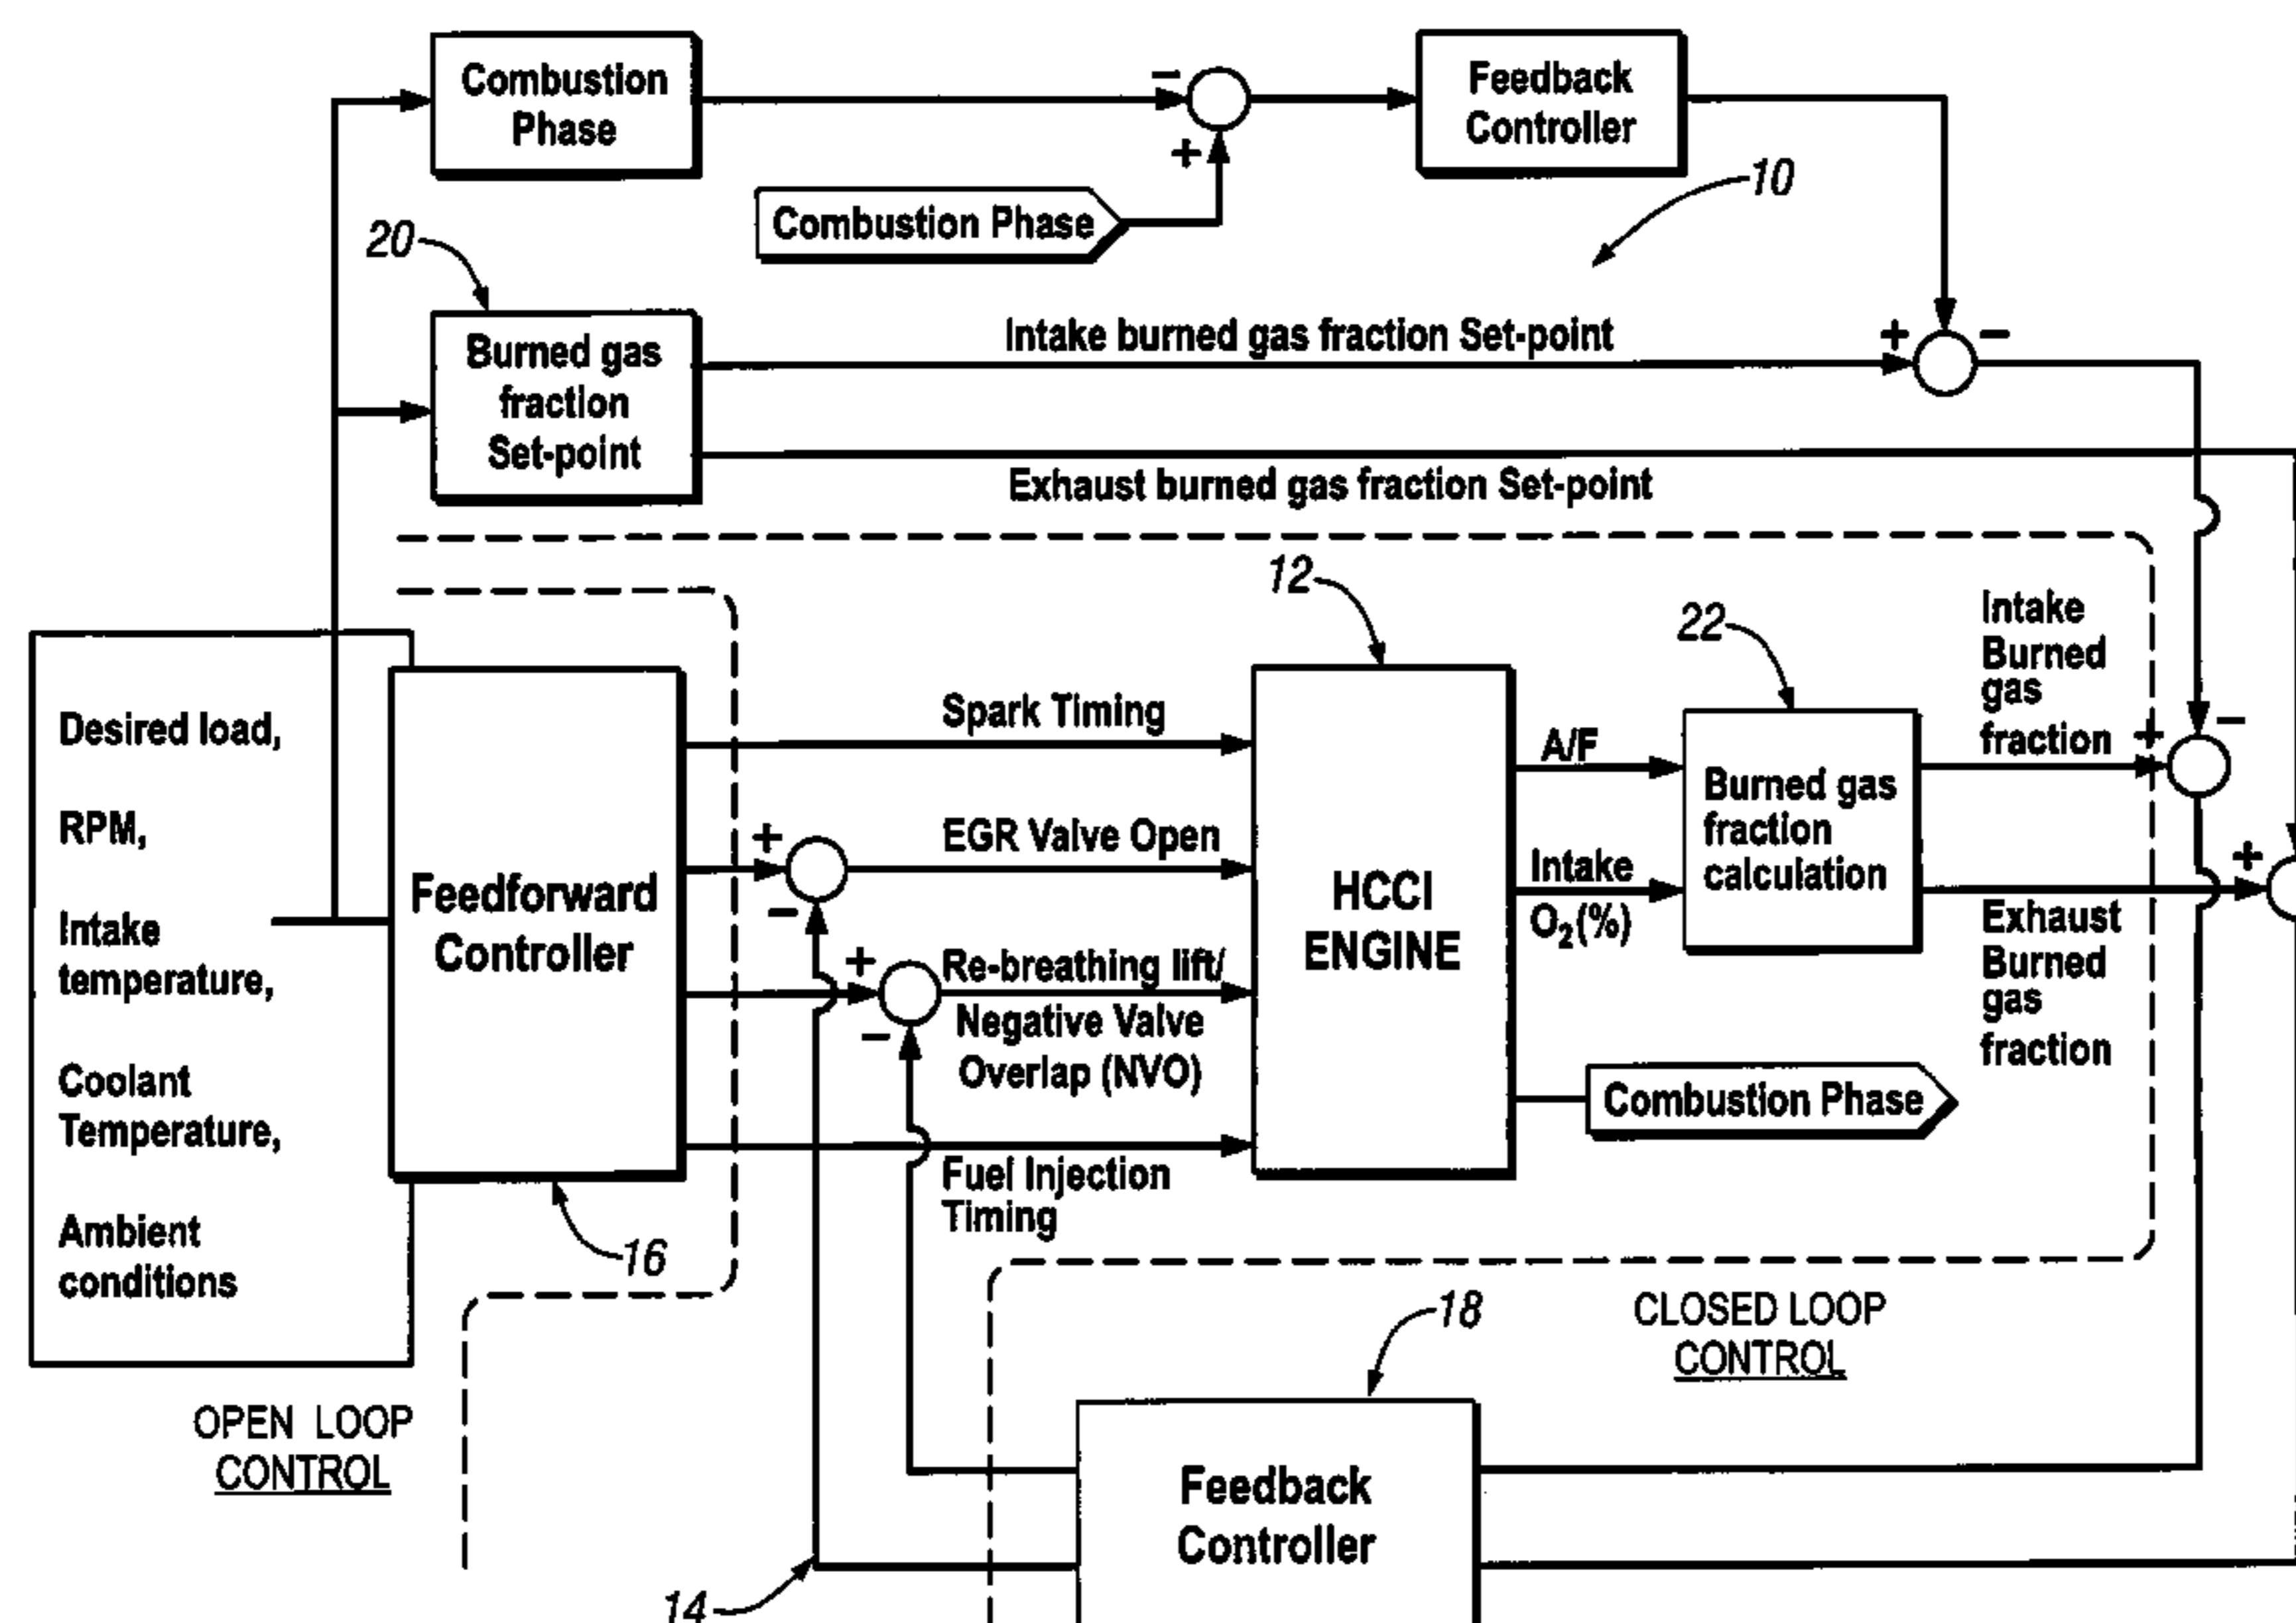 Combustion
Phase
−
+
Feedback
Controller
Combustion Phase
10
20
Burned gas
fraction
Set-point
Intake burned gas fraction Set-point
+
−
Exhaust burned gas fraction Set-point
12
22
Intake
Burned
gas
fraction
+
−
Desired load,
RPM,
Intake
temperature,
Coolant
Temperature,
Ambient
conditions
Feedforward
Controller
16
Spark Timing
+
−
EGR Valve Open
+
−
Re-breathing lift/
Negative Valve
Overlap (NVO)
Fuel Injection
Timing
HCCI
ENGINE
A/F
Intake
O₂(%)
Burned gas
fraction
calculation
+
Exhaust
Burned
gas
fraction
Combustion Phase
OPEN LOOP
CONTROL
CLOSED LOOP
CONTROL
18
Feedback
Controller
14